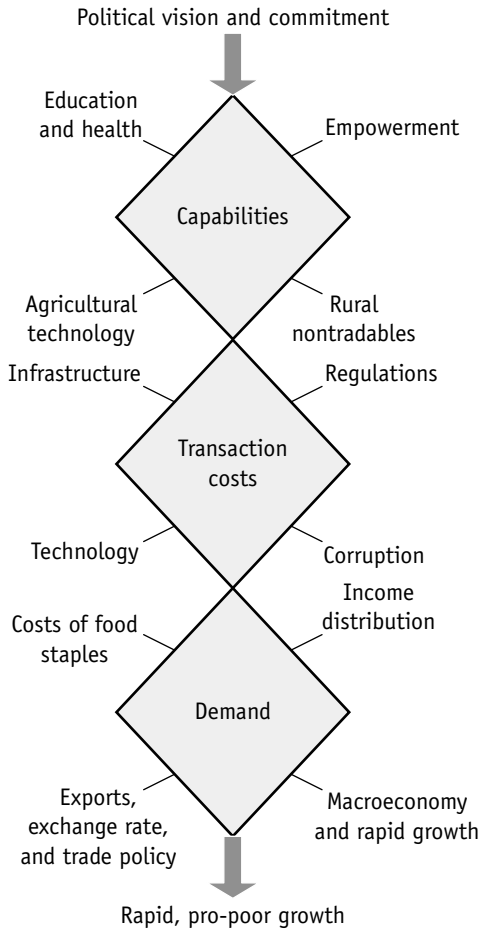 Political vision and commitment
Education
and health
Empowerment
Capabilities
Agricultural
technology
Rural
nontradables
Infrastructure
Regulations
Transaction
costs
Technology
Corruption
Income
distribution
Costs of food
staples
Demand
Exports,
exchange rate,
and trade policy
Macroeconomy
and rapid growth
Rapid, pro-poor growth